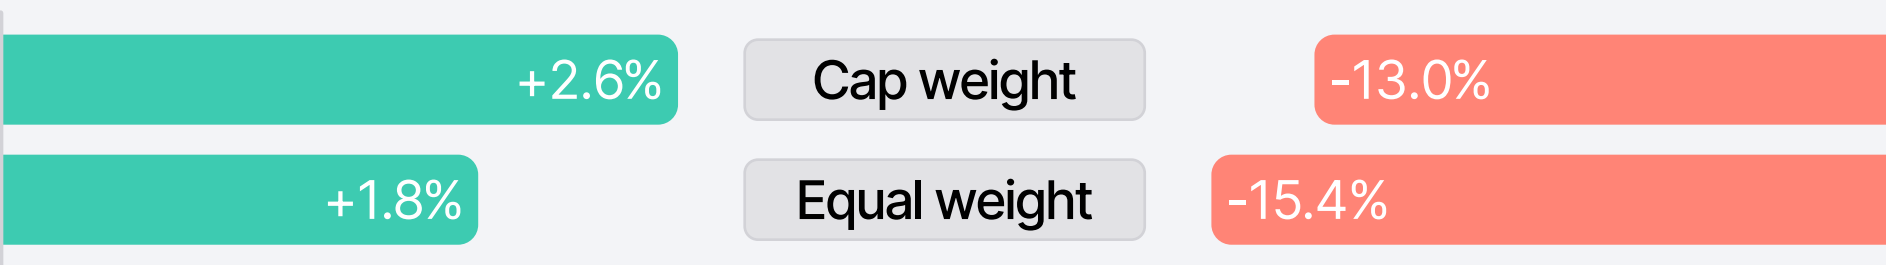 +2.6% Cap weight -13.0%
+1.8% Equal weight -15.4%